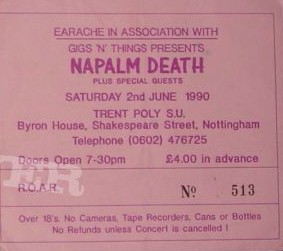 EARACHE IN ASSOCIATION WITH
GIGS 'N' THINGS PRESENTS
NAPALM DEATH
PLUS SPECIAL GUESTS
SATURDAY 2nd JUNE 1990
TRENT POLY S.U.
Byron House, Shakespeare Street, Nottingham
Telephone (0602) 476725
Doors Open 7-30pm £4.00 in advance
R.O.A.R. Nº 513
Over 18's. No Cameras, Tape Recorders, Cans or Bottles
No Refunds unless Concert is cancelled !